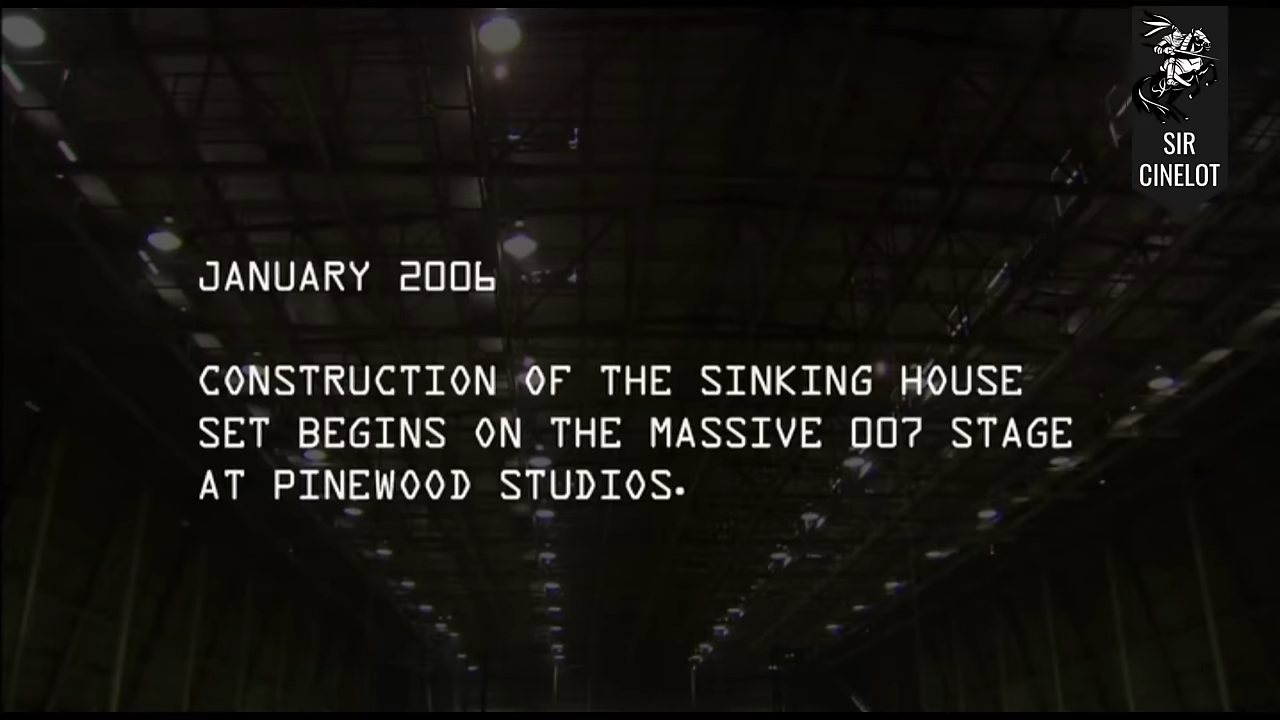 SIR
CINELOT
JANUARY 2006
CONSTRUCTION OF THE SINKING HOUSE
SET BEGINS ON THE MASSIVE 007 STAGE
AT PINEWOOD STUDIOS.